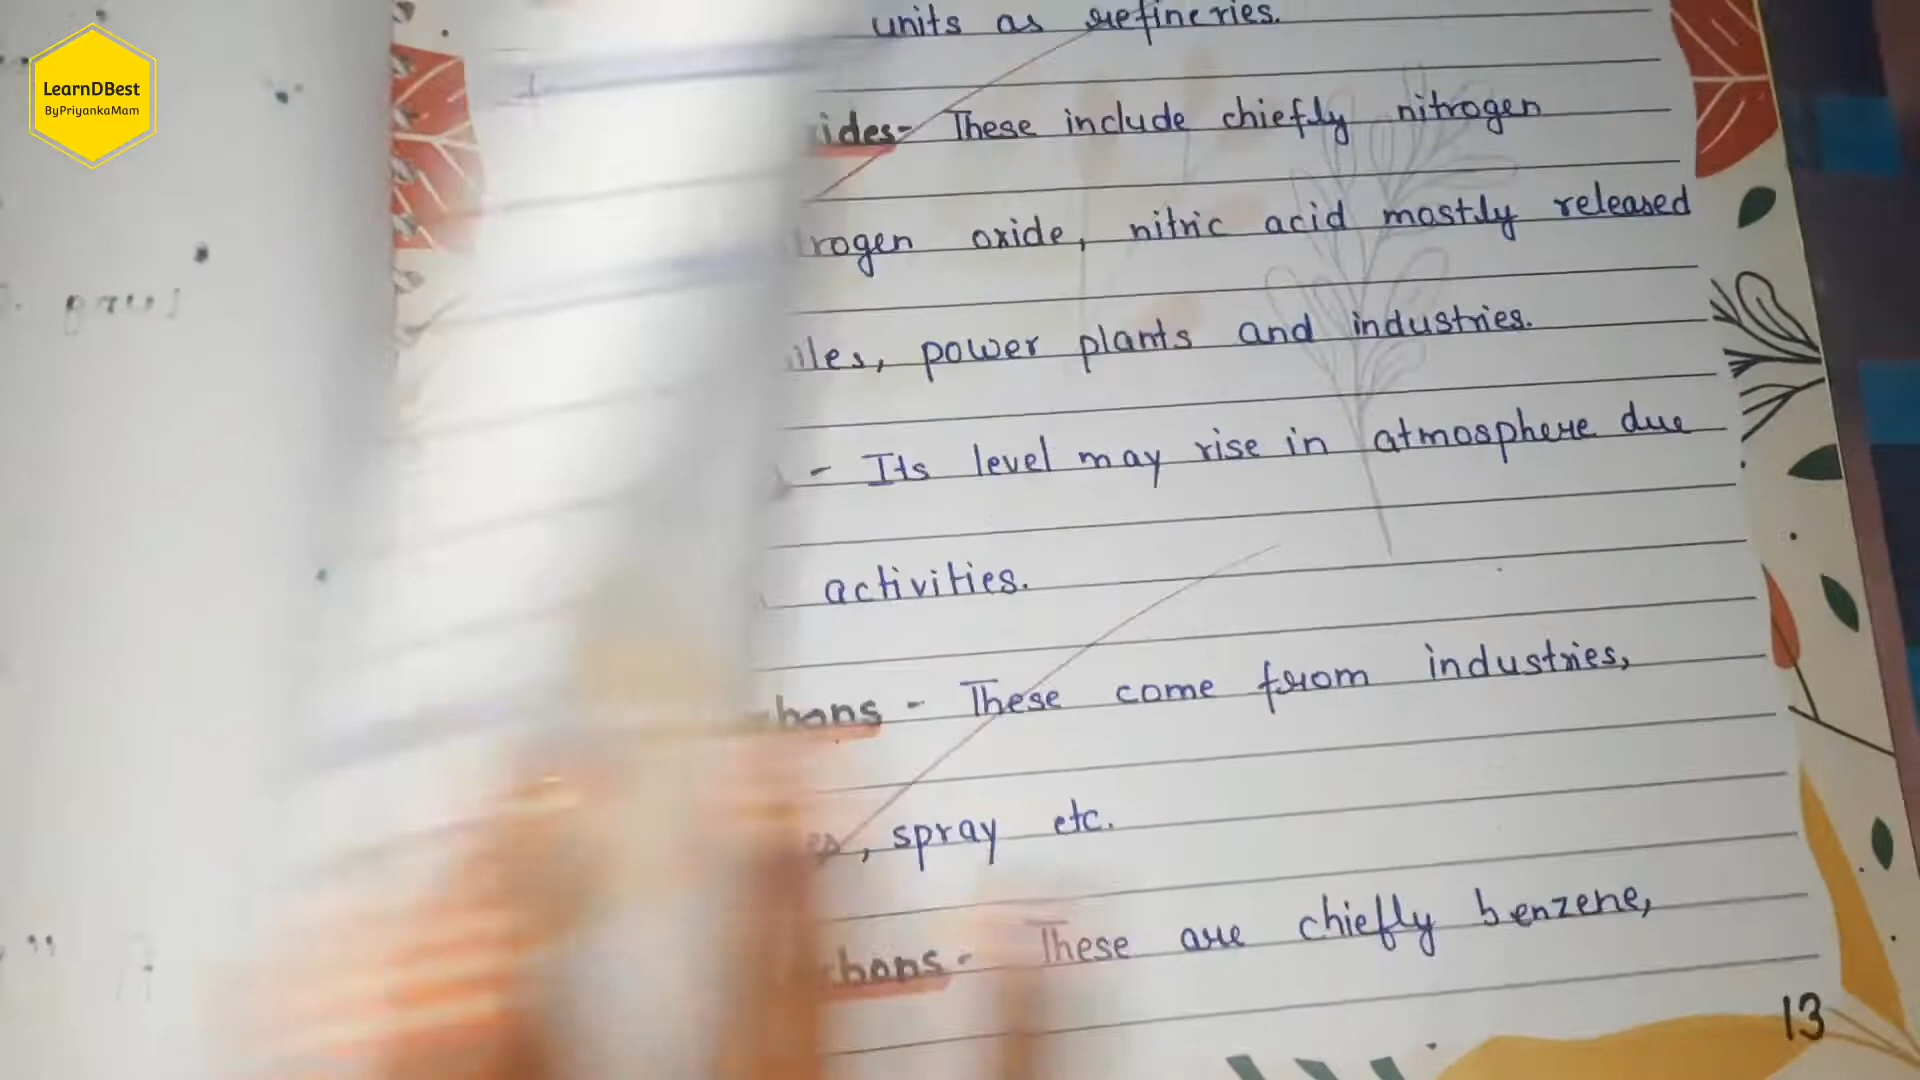 LearnDBest
ByPriyankaMam
units as refineries.
ides- These include chiefly nitrogen
rogen oxide, nitric acid mostly released
iles, power plants and industries.
- Its level may rise in atmosphere due
activities.
bons - These come from industries,
es, spray etc.
bons - These are chiefly benzene,
13